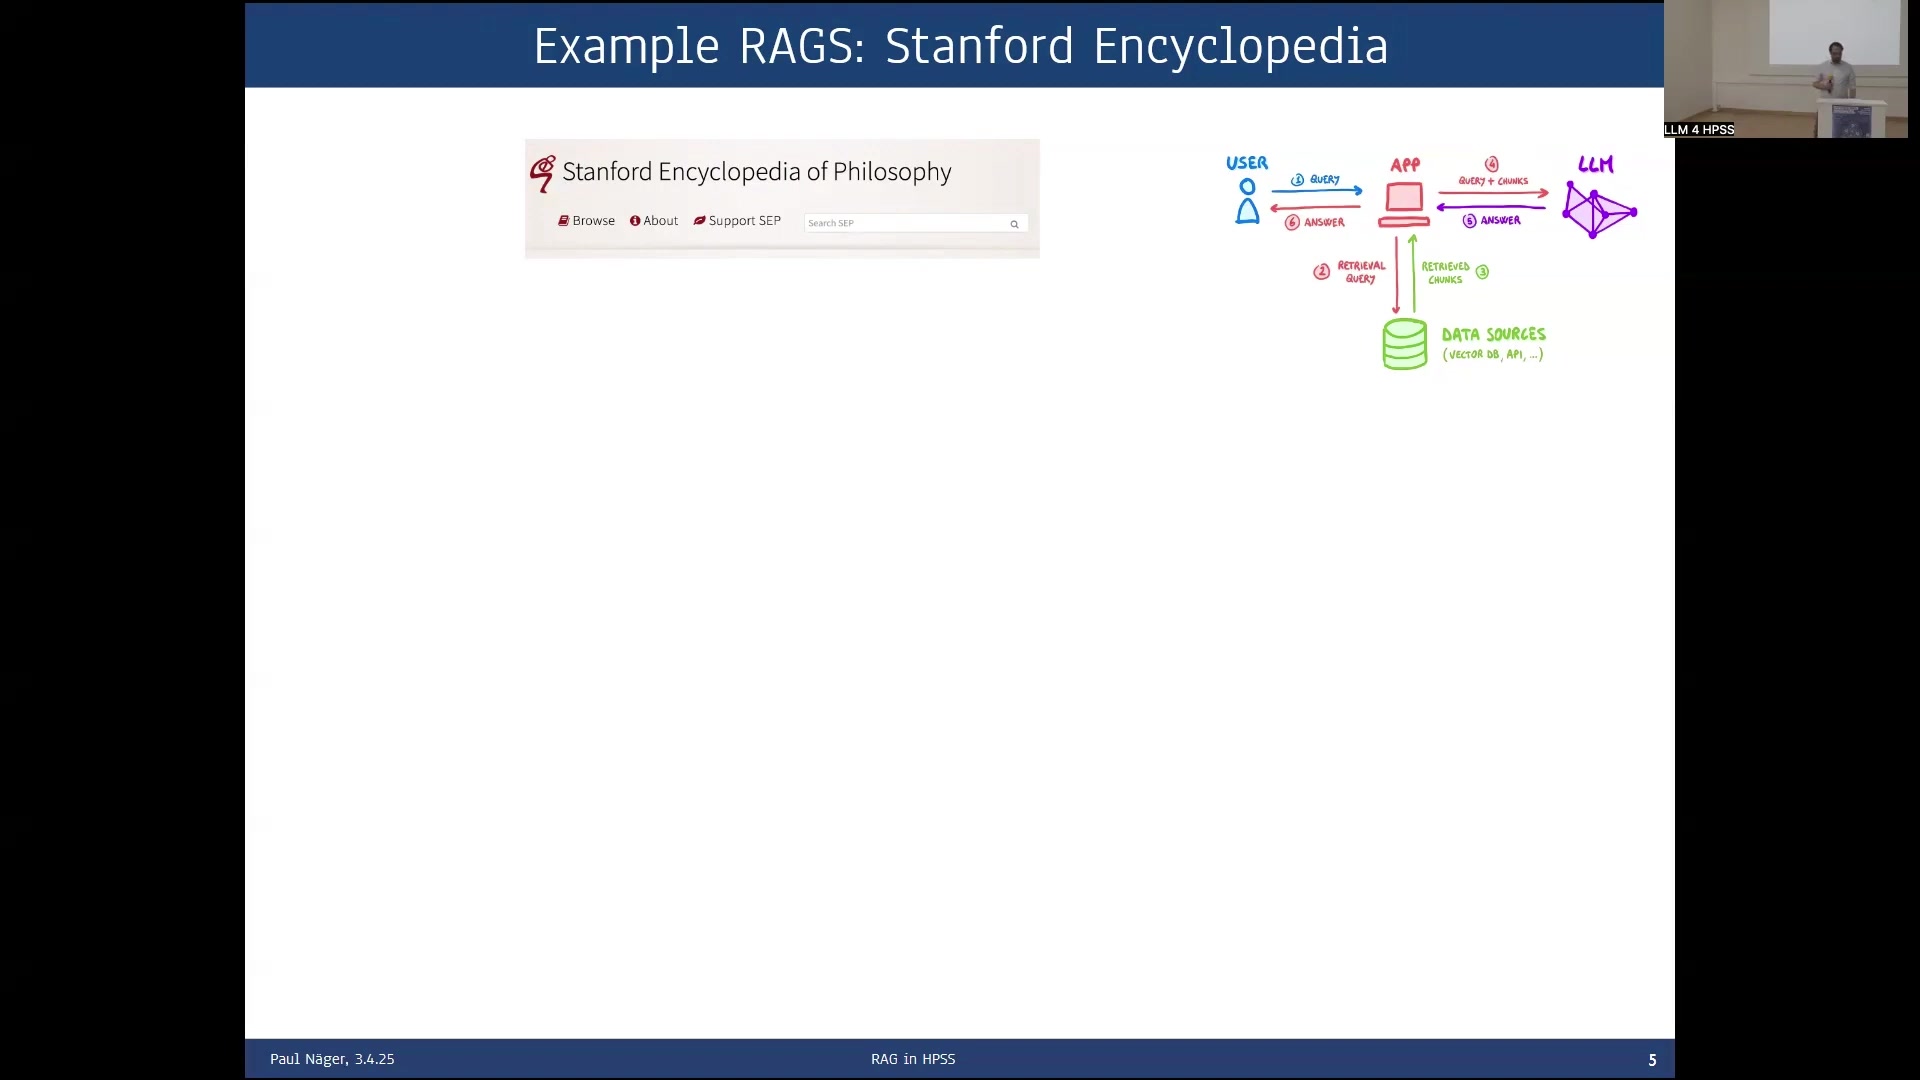 Example RAGS: Stanford Encyclopedia
LLM 4 HPSS
Stanford Encyclopedia of Philosophy
Browse About Support SEP Search SEP
USER APP LLM
① QUERY
④
QUERY + CHUNKS
⑥ ANSWER
⑤ ANSWER
② RETRIEVAL QUERY
RETRIEVED CHUNKS ③
DATA SOURCES
(VECTOR DB, API, ...)
Paul Näger, 3.4.25 RAG in HPSS 5